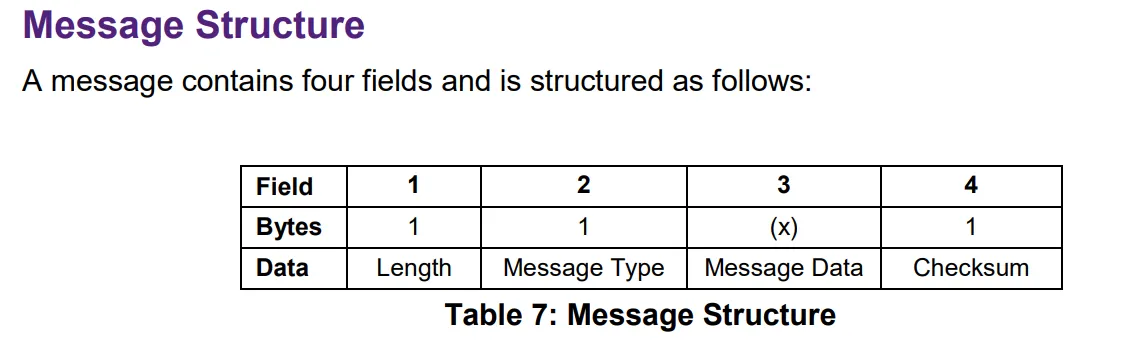 Message Structure
A message contains four fields and is structured as follows:
Field 1 2 3 4
Bytes 1 1 (x) 1
Data Length Message Type Message Data Checksum
Table 7: Message Structure